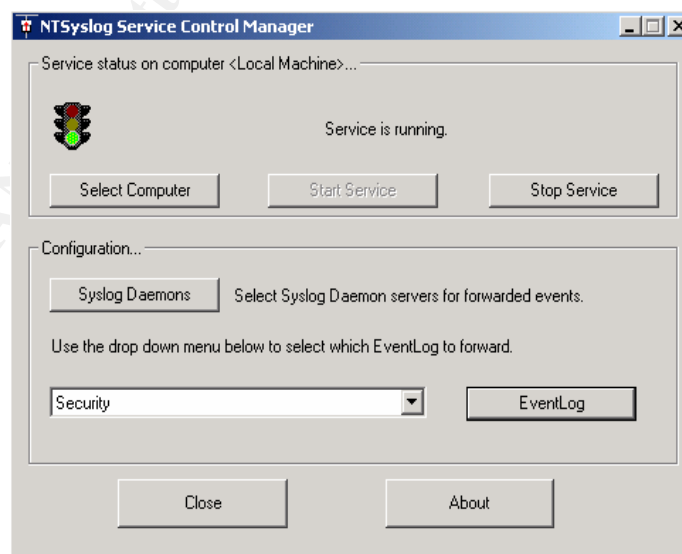 NTSyslog Service Control Manager
Service status on computer <Local Machine>...
Service is running.
Select Computer
Start Service
Stop Service
Configuration...
Syslog Daemons
Select Syslog Daemon servers for forwarded events.
Use the drop down menu below to select which EventLog to forward.
Security
EventLog
Close
About